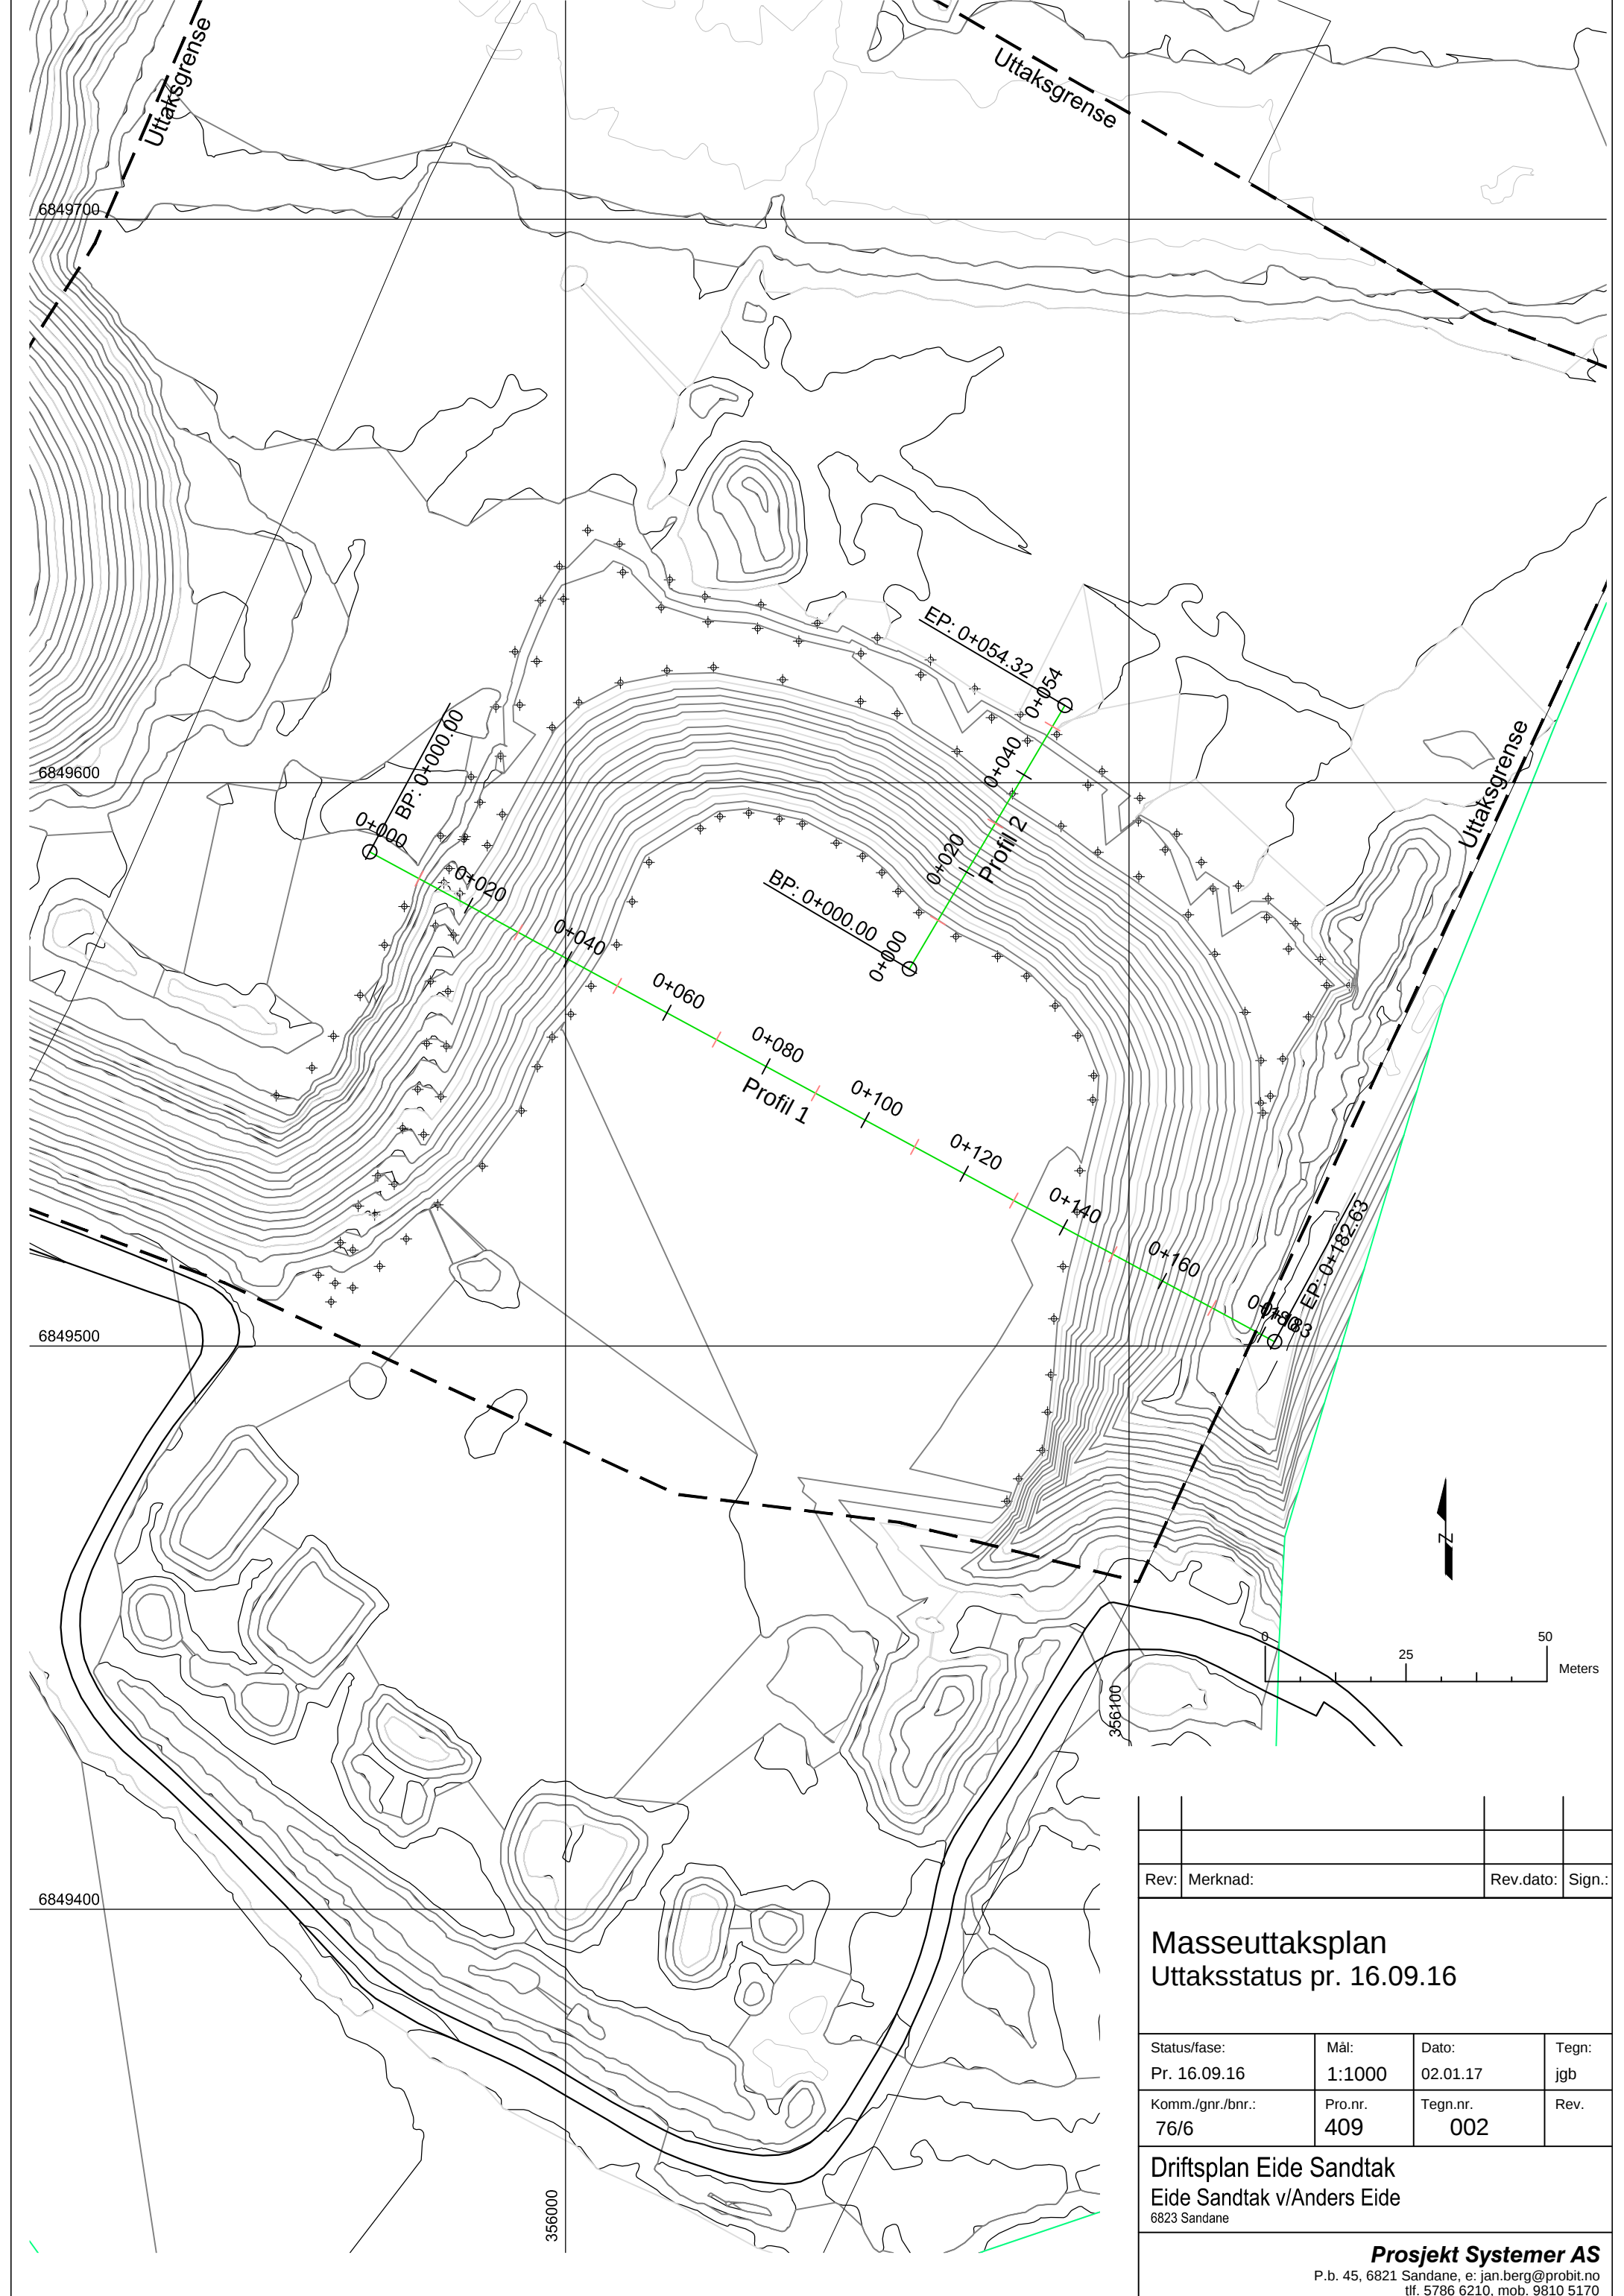 Uttaksgrense
Uttaksgrense
6849700
EP: 0+054.32
0+054
BP: 0+000.00
0+000
0+040
6849600
Uttaksgrense
0+020
Profil 2
0+020
BP: 0+000.00
0+000
0+040
0+060
0+080
Profil 1
0+100
0+120
0+140
0+160
0+180
0+183
EP: 0+182.63
6849500
N
0
25
50
Meters
356100
6849400
356000
Rev:
Merknad:
Rev.dato:
Sign.:
Masseuttaksplan
Uttaksstatus pr. 16.09.16
Status/fase:
Mål:
Dato:
Tegn:
Pr. 16.09.16
1:1000
02.01.17
jgb
Komm./gnr./bnr.:
Pro.nr.
Tegn.nr.
Rev.
76/6
409
002
Driftsplan Eide Sandtak
Eide Sandtak v/Anders Eide
6823 Sandane
Prosjekt Systemer AS
P.b. 45, 6821 Sandane, e: jan.berg@probit.no
tlf. 5786 6210, mob. 9810 5170